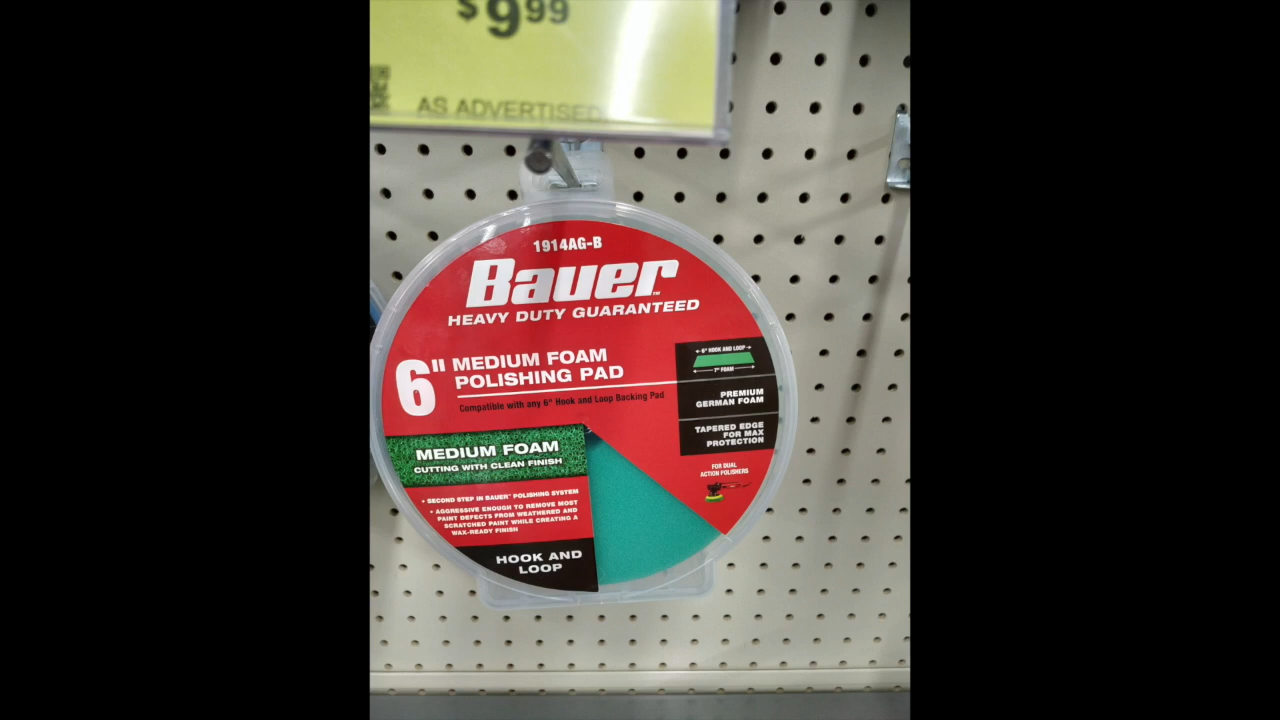 $9.99
AS ADVERTISED
1914AG-B
Bauer™
HEAVY DUTY GUARANTEED
6" MEDIUM FOAM
POLISHING PAD
Compatible with any 6" Hook and Loop Backing Pad
6" HOOK AND LOOP
7" FOAM
PREMIUM
GERMAN FOAM
TAPERED EDGE
FOR MAX
PROTECTION
FOR DUAL
ACTION POLISHERS
MEDIUM FOAM
CUTTING WITH CLEAN FINISH
• SECOND STEP IN BAUER™ POLISHING SYSTEM
• AGGRESSIVE ENOUGH TO REMOVE MOST
PAINT DEFECTS FROM WEATHERED AND
SCRATCHED PAINT WHILE CREATING A
WAX-READY FINISH
HOOK AND
LOOP